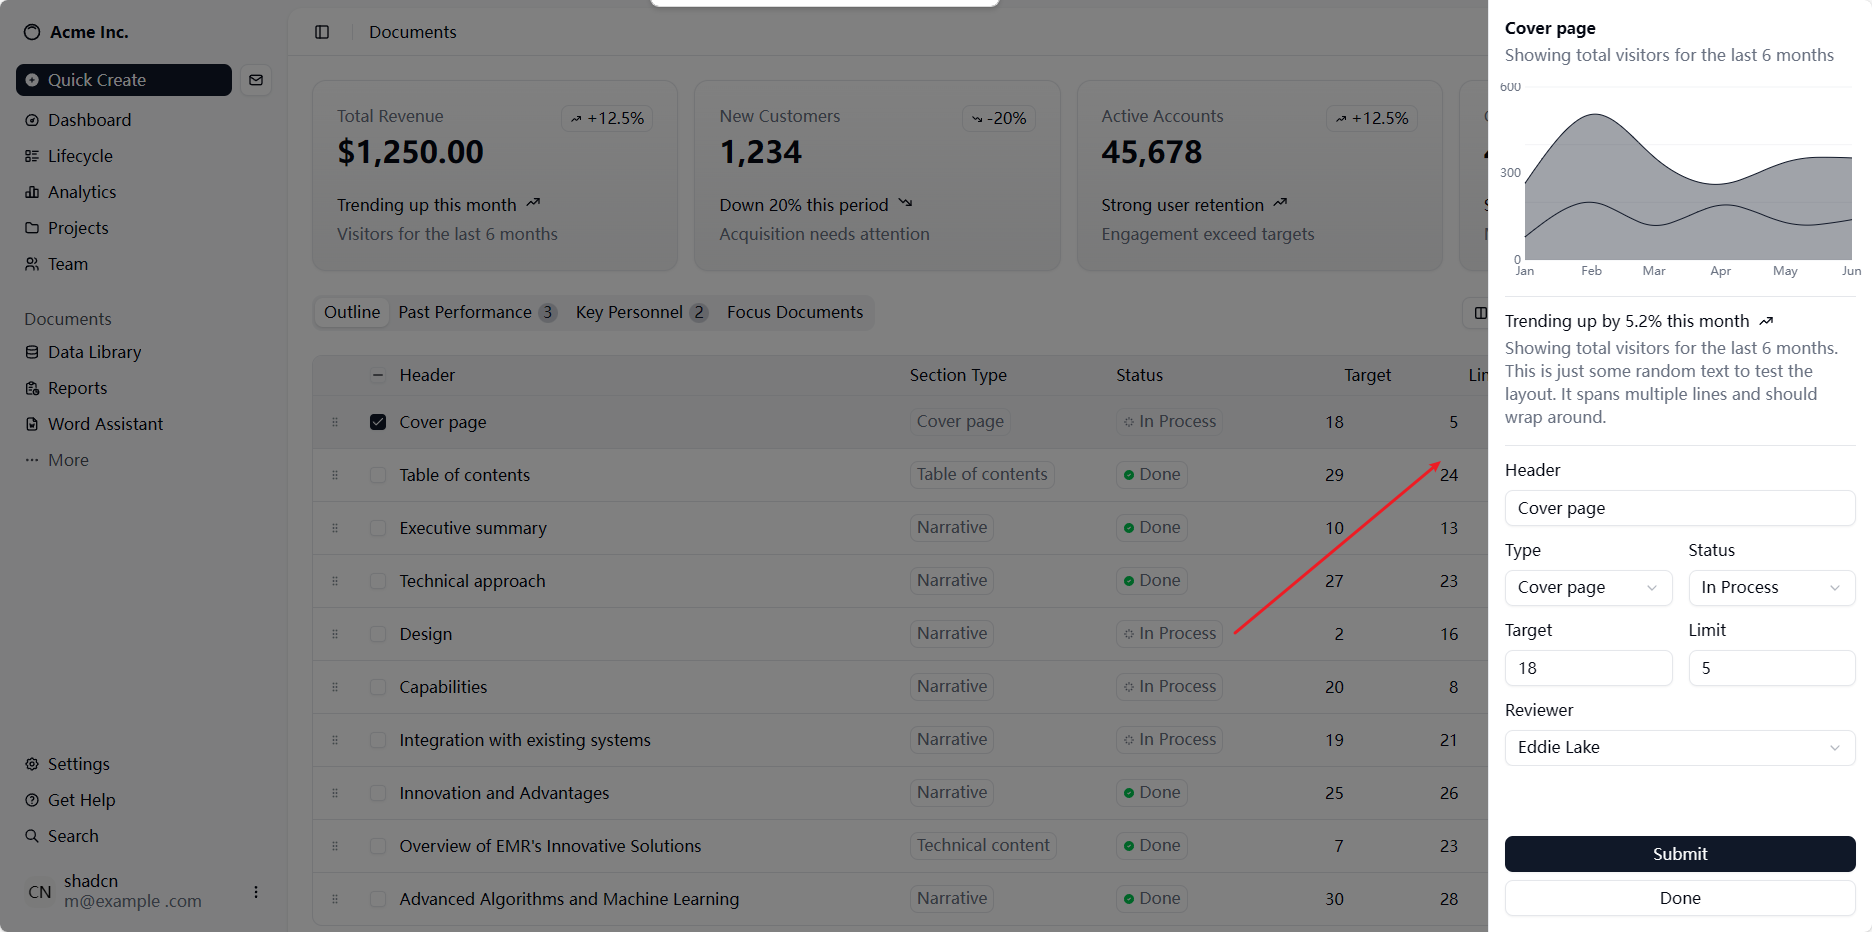 Acme Inc.
Quick Create
Dashboard
Lifecycle
Analytics
Projects
Team
Documents
Data Library
Reports
Word Assistant
More
Settings
Get Help
Search
CN
shadcn
m@example .com
Documents
Total Revenue
+12.5%
$1,250.00
Trending up this month
Visitors for the last 6 months
New Customers
-20%
1,234
Down 20% this period
Acquisition needs attention
Active Accounts
+12.5%
45,678
Strong user retention
Engagement exceed targets
Outline Past Performance 3 Key Personnel 2 Focus Documents
Header Section Type Status Target
Cover page Cover page In Process 18 5
Table of contents Table of contents Done 29 24
Executive summary Narrative Done 10 13
Technical approach Narrative Done 27 23
Design Narrative In Process 2 16
Capabilities Narrative In Process 20 8
Integration with existing systems Narrative In Process 19 21
Innovation and Advantages Narrative Done 25 26
Overview of EMR's Innovative Solutions Technical content Done 7 23
Advanced Algorithms and Machine Learning Narrative Done 30 28
Cover page
Showing total visitors for the last 6 months
600
300
0
Jan Feb Mar Apr May Jun
Trending up by 5.2% this month
Showing total visitors for the last 6 months.
This is just some random text to test the
layout. It spans multiple lines and should
wrap around.
Header
Cover page
Type Status
Cover page In Process
Target Limit
18 5
Reviewer
Eddie Lake
Submit
Done